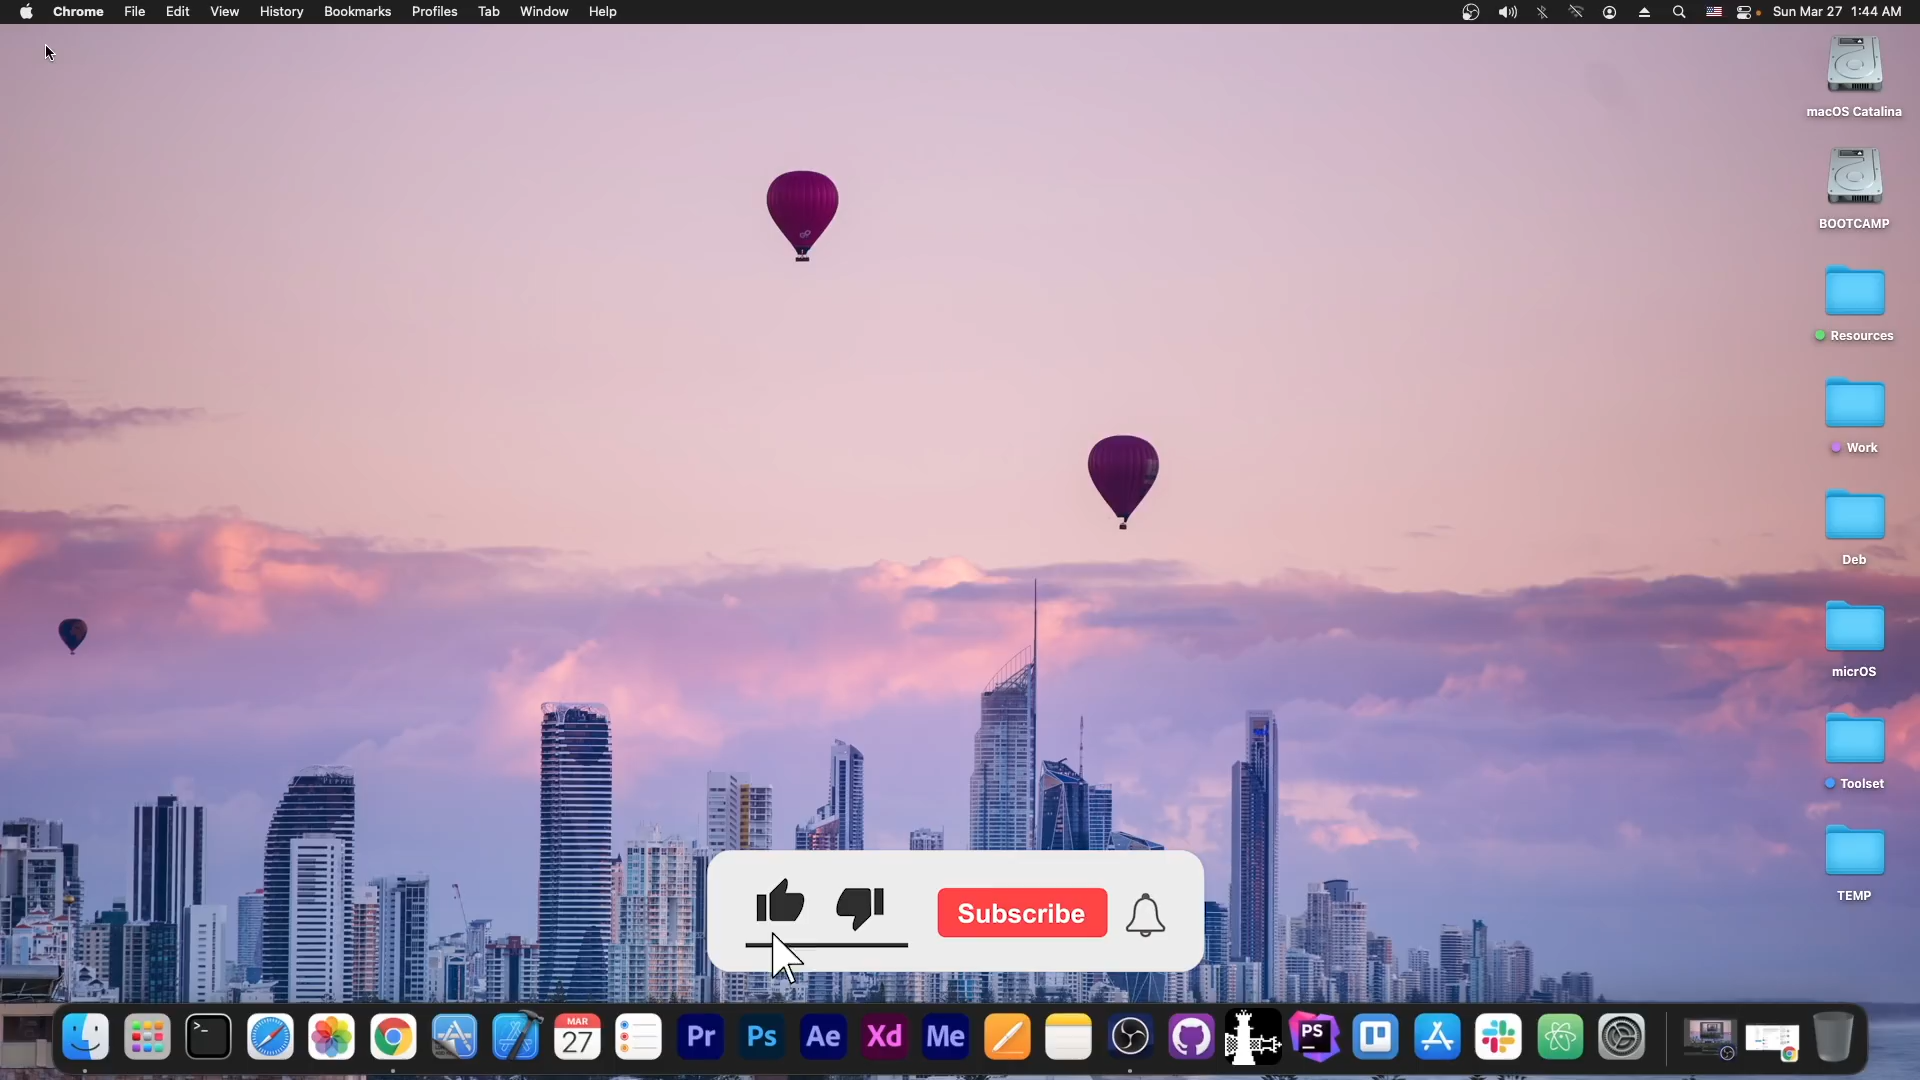 Chrome File Edit View History Bookmarks Profiles Tab Window Help Sun Mar 27 1:44 AM
macOS Catalina
BOOTCAMP
Resources
Work
Deb
micrOS
Toolset
TEMP
Subscribe
>_ MAR 27 Pr Ps Ae Xd Me PS